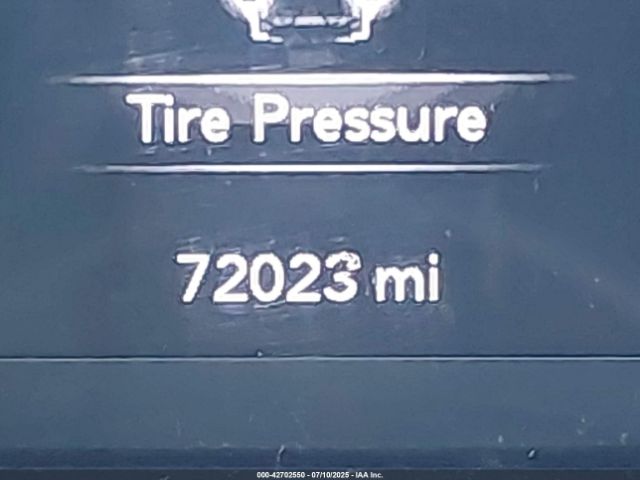 Tire Pressure
72023 mi
000-42702550 - 07/10/2025 - IAA Inc.